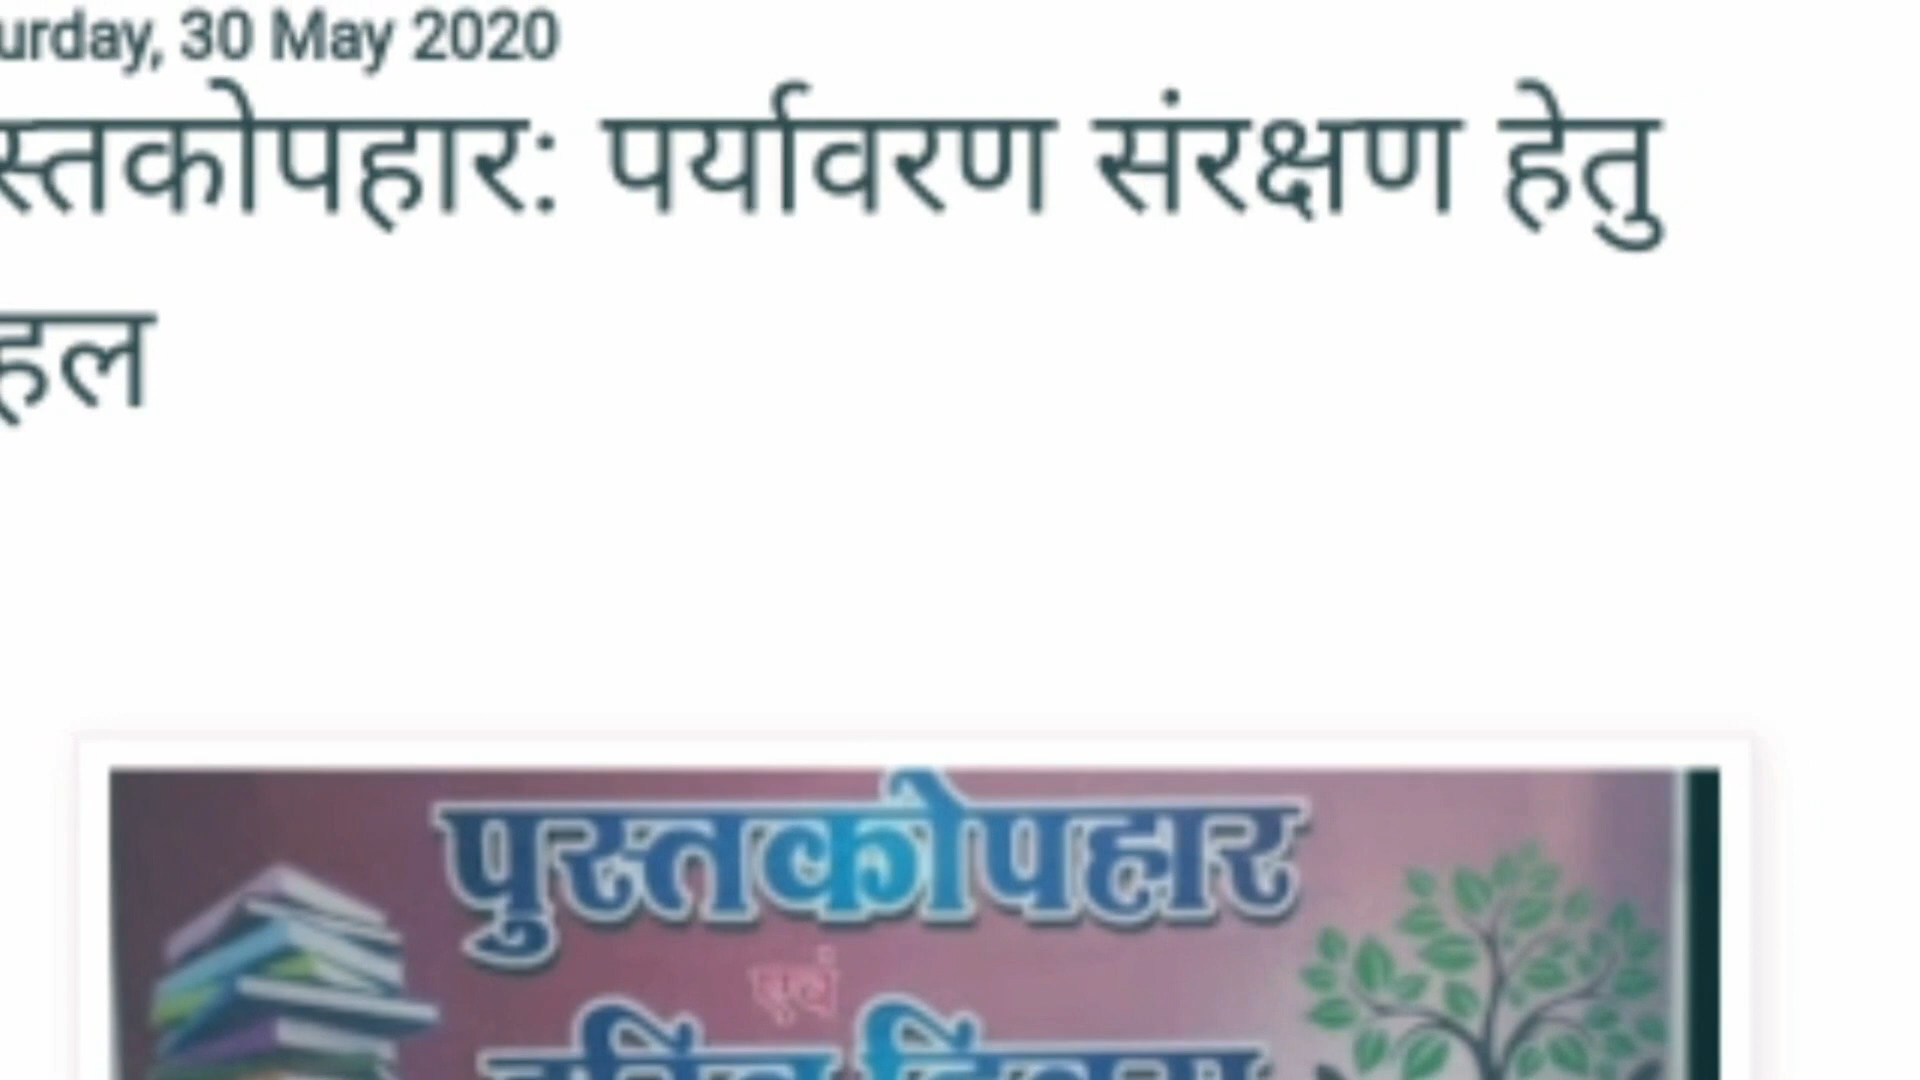 urday, 30 May 2020
स्तकोपहार: पर्यावरण संरक्षण हेतु
हल
पुस्तकोपहार